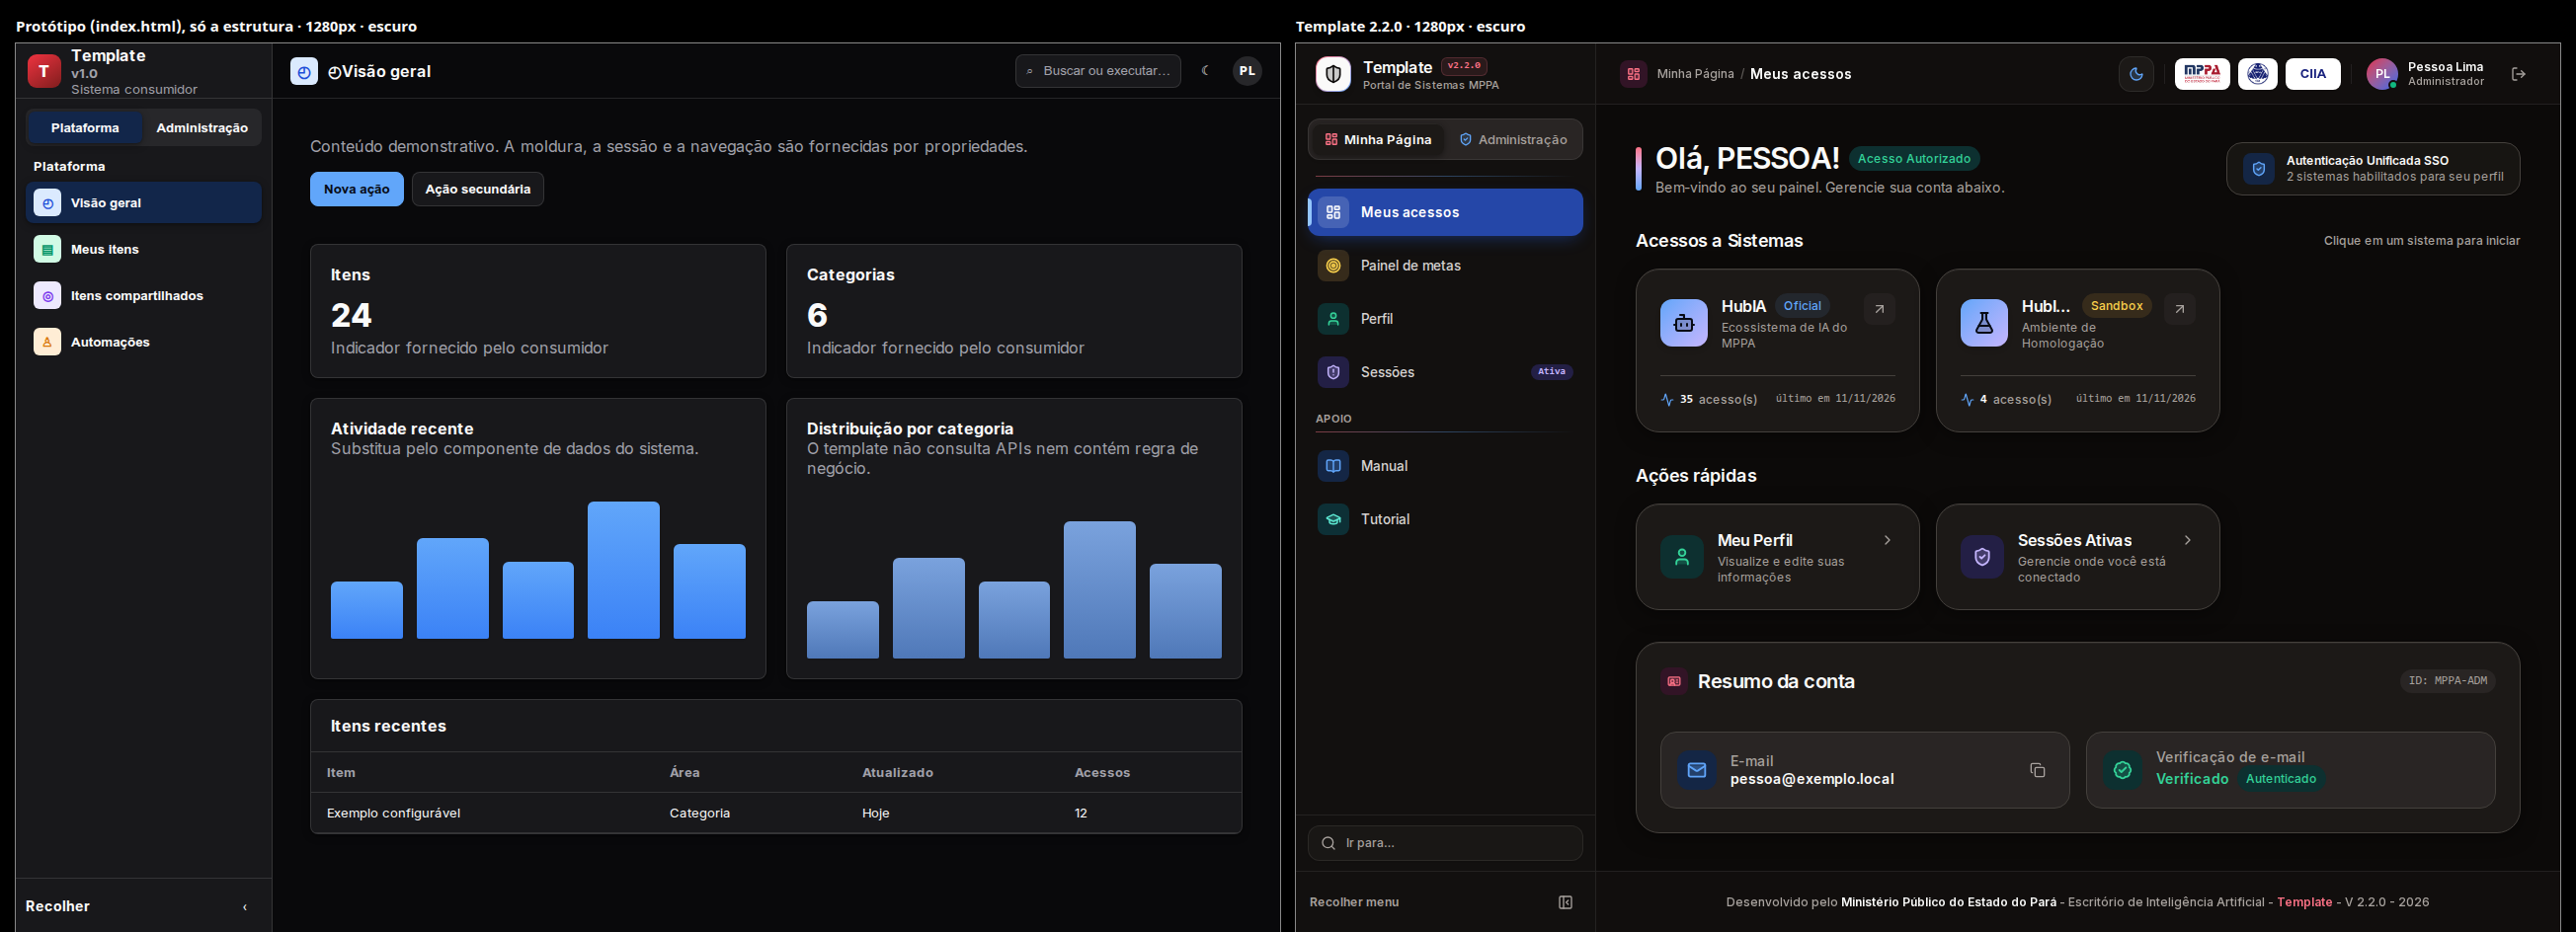 Protótipo (index.html), só a estrutura · 1280px · escuro
T
Template
v1.0
Sistema consumidor
Visão geral
Buscar ou executar...
PL
Plataforma
Administração
Plataforma
Visão geral
Meus itens
Itens compartilhados
Automações
Conteúdo demonstrativo. A moldura, a sessão e a navegação são fornecidas por propriedades.
Nova ação
Ação secundária
Itens
24
Indicador fornecido pelo consumidor
Categorias
6
Indicador fornecido pelo consumidor
Atividade recente
Substitua pelo componente de dados do sistema.
Distribuição por categoria
O template não consulta APIs nem contém regra de
negócio.
Itens recentes
Item Área Atualizado Acessos
Exemplo configurável Categoria Hoje 12
Recolher
Template 2.2.0 · 1280px · escuro
Template v2.2.0
Portal de Sistemas MPPA
Minha Página / Meus acessos
MPPA
CIIA
PL
Pessoa Lima
Administrador
Minha Página
Administração
Meus acessos
Painel de metas
Perfil
Sessões
Ativa
APOIO
Manual
Tutorial
Ir para...
Recolher menu
Olá, PESSOA! Acesso Autorizado
Bem-vindo ao seu painel. Gerencie sua conta abaixo.
Autenticação Unificada SSO
2 sistemas habilitados para seu perfil
Acessos a Sistemas
Clique em um sistema para iniciar
HubIA Oficial
Ecossistema de IA do
MPPA
35 acesso(s) último em 11/11/2026
HubI... Sandbox
Ambiente de
Homologação
4 acesso(s) último em 11/11/2026
Ações rápidas
Meu Perfil
Visualize e edite suas
informações
Sessões Ativas
Gerencie onde você está
conectado
Resumo da conta
ID: MPPA-ADM
E-mail
pessoa@exemplo.local
Verificação de e-mail
Verificado Autenticado
Desenvolvido pelo Ministério Público do Estado do Pará - Escritório de Inteligência Artificial - Template - V 2.2.0 - 2026